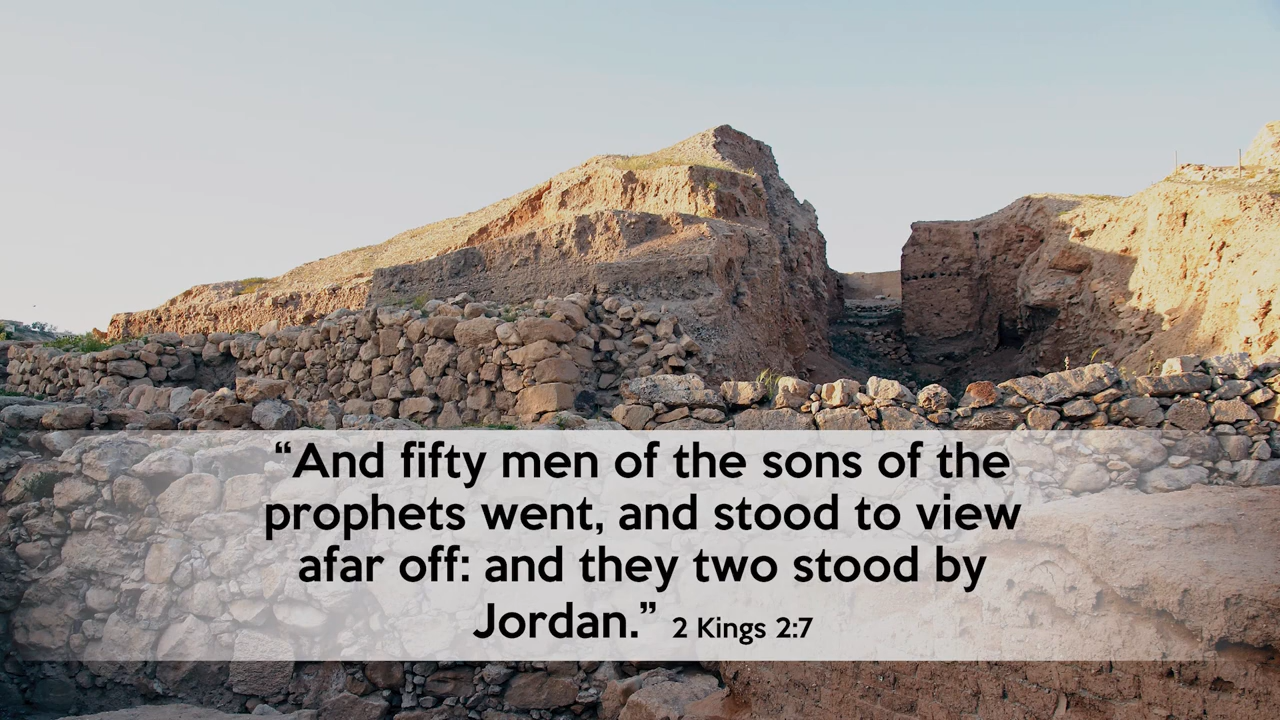 “And fifty men of the sons of the
prophets went, and stood to view
afar off: and they two stood by
Jordan.” 2 Kings 2:7